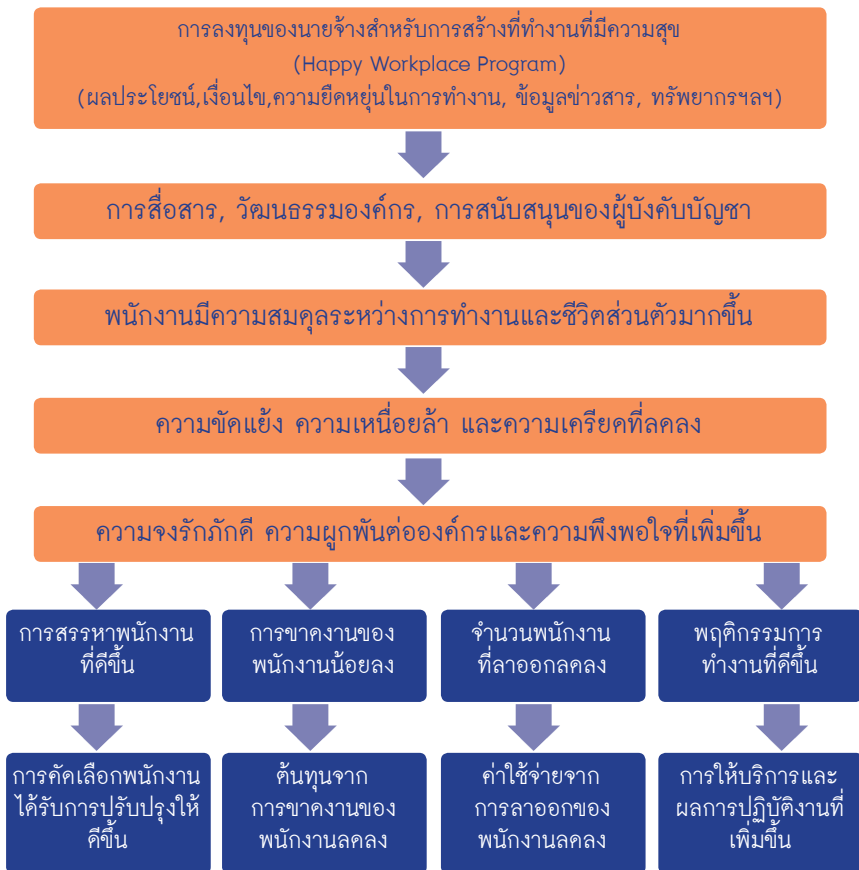 การลงทุนของนายจ้างสำหรับการสร้างที่ทำงานที่มีความสุข
(Happy Workplace Program)
(ผลประโยชน์,เงื่อนไข,ความยืดหยุ่นในการทำงาน, ข้อมูลข่าวสาร, ทรัพยากรฯลฯ)
การสื่อสาร, วัฒนธรรมองค์กร, การสนับสนุนของผู้บังคับบัญชา
พนักงานมีความสมดุลระหว่างการทำงานและชีวิตส่วนตัวมากขึ้น
ความขัดแย้ง ความเหนื่อยล้า และความเครียดที่ลดลง
ความจงรักภักดี ความผูกพันต่อองค์กรและความพึงพอใจที่เพิ่มขึ้น
การสรรหาพนักงาน
ที่ดีขึ้น
การขาดงานของ
พนักงานน้อยลง
จำนวนพนักงาน
ที่ลาออกลดลง
พฤติกรรมการ
ทำงานที่ดีขึ้น
การคัดเลือกพนักงาน
ได้รับการปรับปรุงให้
ดีขึ้น
ต้นทุนจาก
การขาดงานของ
พนักงานลดลง
ค่าใช้จ่ายจาก
การลาออกของ
พนักงานลดลง
การให้บริการและ
ผลการปฏิบัติงานที่
เพิ่มขึ้น